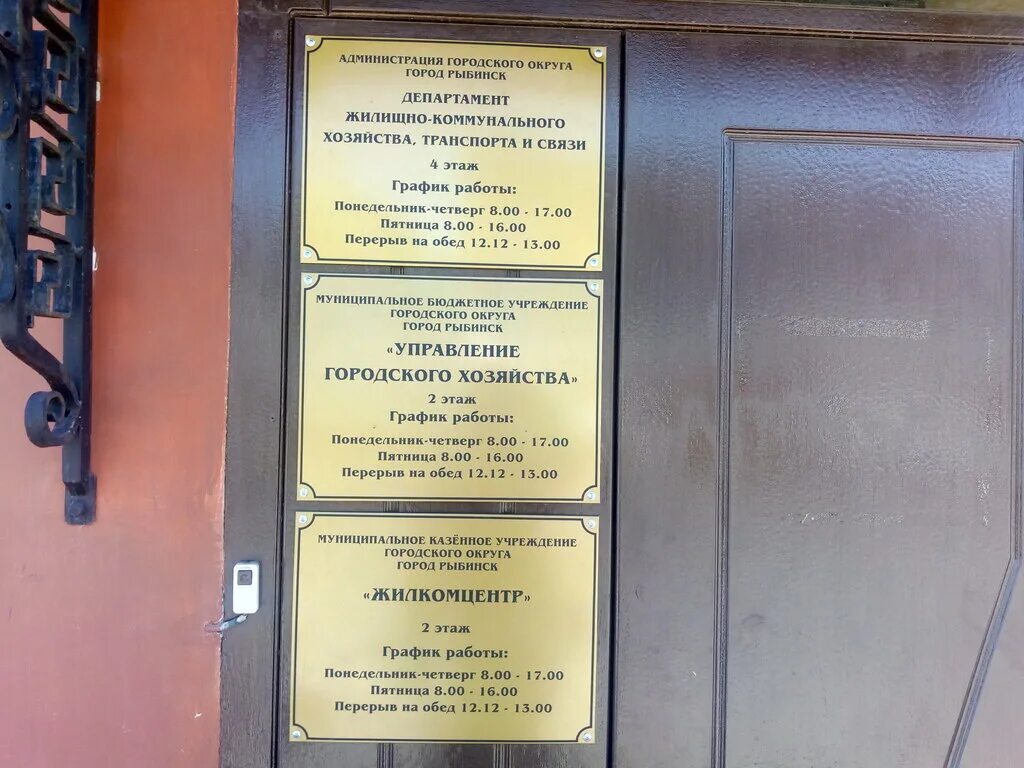 АДМИНИСТРАЦИЯ ГОРОДСКОГО ОКРУГА
ГОРОД РЫБИНСК
ДЕПАРТАМЕНТ
ЖИЛИЩНО-КОММУНАЛЬНОГО
ХОЗЯЙСТВА, ТРАНСПОРТА И СВЯЗИ
4 этаж
График работы:
Понедельник-четверг 8.00 - 17.00
Пятница 8.00 - 16.00
Перерыв на обед 12.12 - 13.00
МУНИЦИПАЛЬНОЕ БЮДЖЕТНОЕ УЧРЕЖДЕНИЕ
ГОРОДСКОГО ОКРУГА
ГОРОД РЫБИНСК
«УПРАВЛЕНИЕ
ГОРОДСКОГО ХОЗЯЙСТВА»
2 этаж
График работы:
Понедельник-четверг 8.00 - 17.00
Пятница 8.00 - 16.00
Перерыв на обед 12.12 - 13.00
МУНИЦИПАЛЬНОЕ КАЗЁННОЕ УЧРЕЖДЕНИЕ
ГОРОДСКОГО ОКРУГА
ГОРОД РЫБИНСК
«ЖИЛКОМЦЕНТР»
2 этаж
График работы:
Понедельник-четверг 8.00 - 17.00
Пятница 8.00 - 16.00
Перерыв на обед 12.12 - 13.00